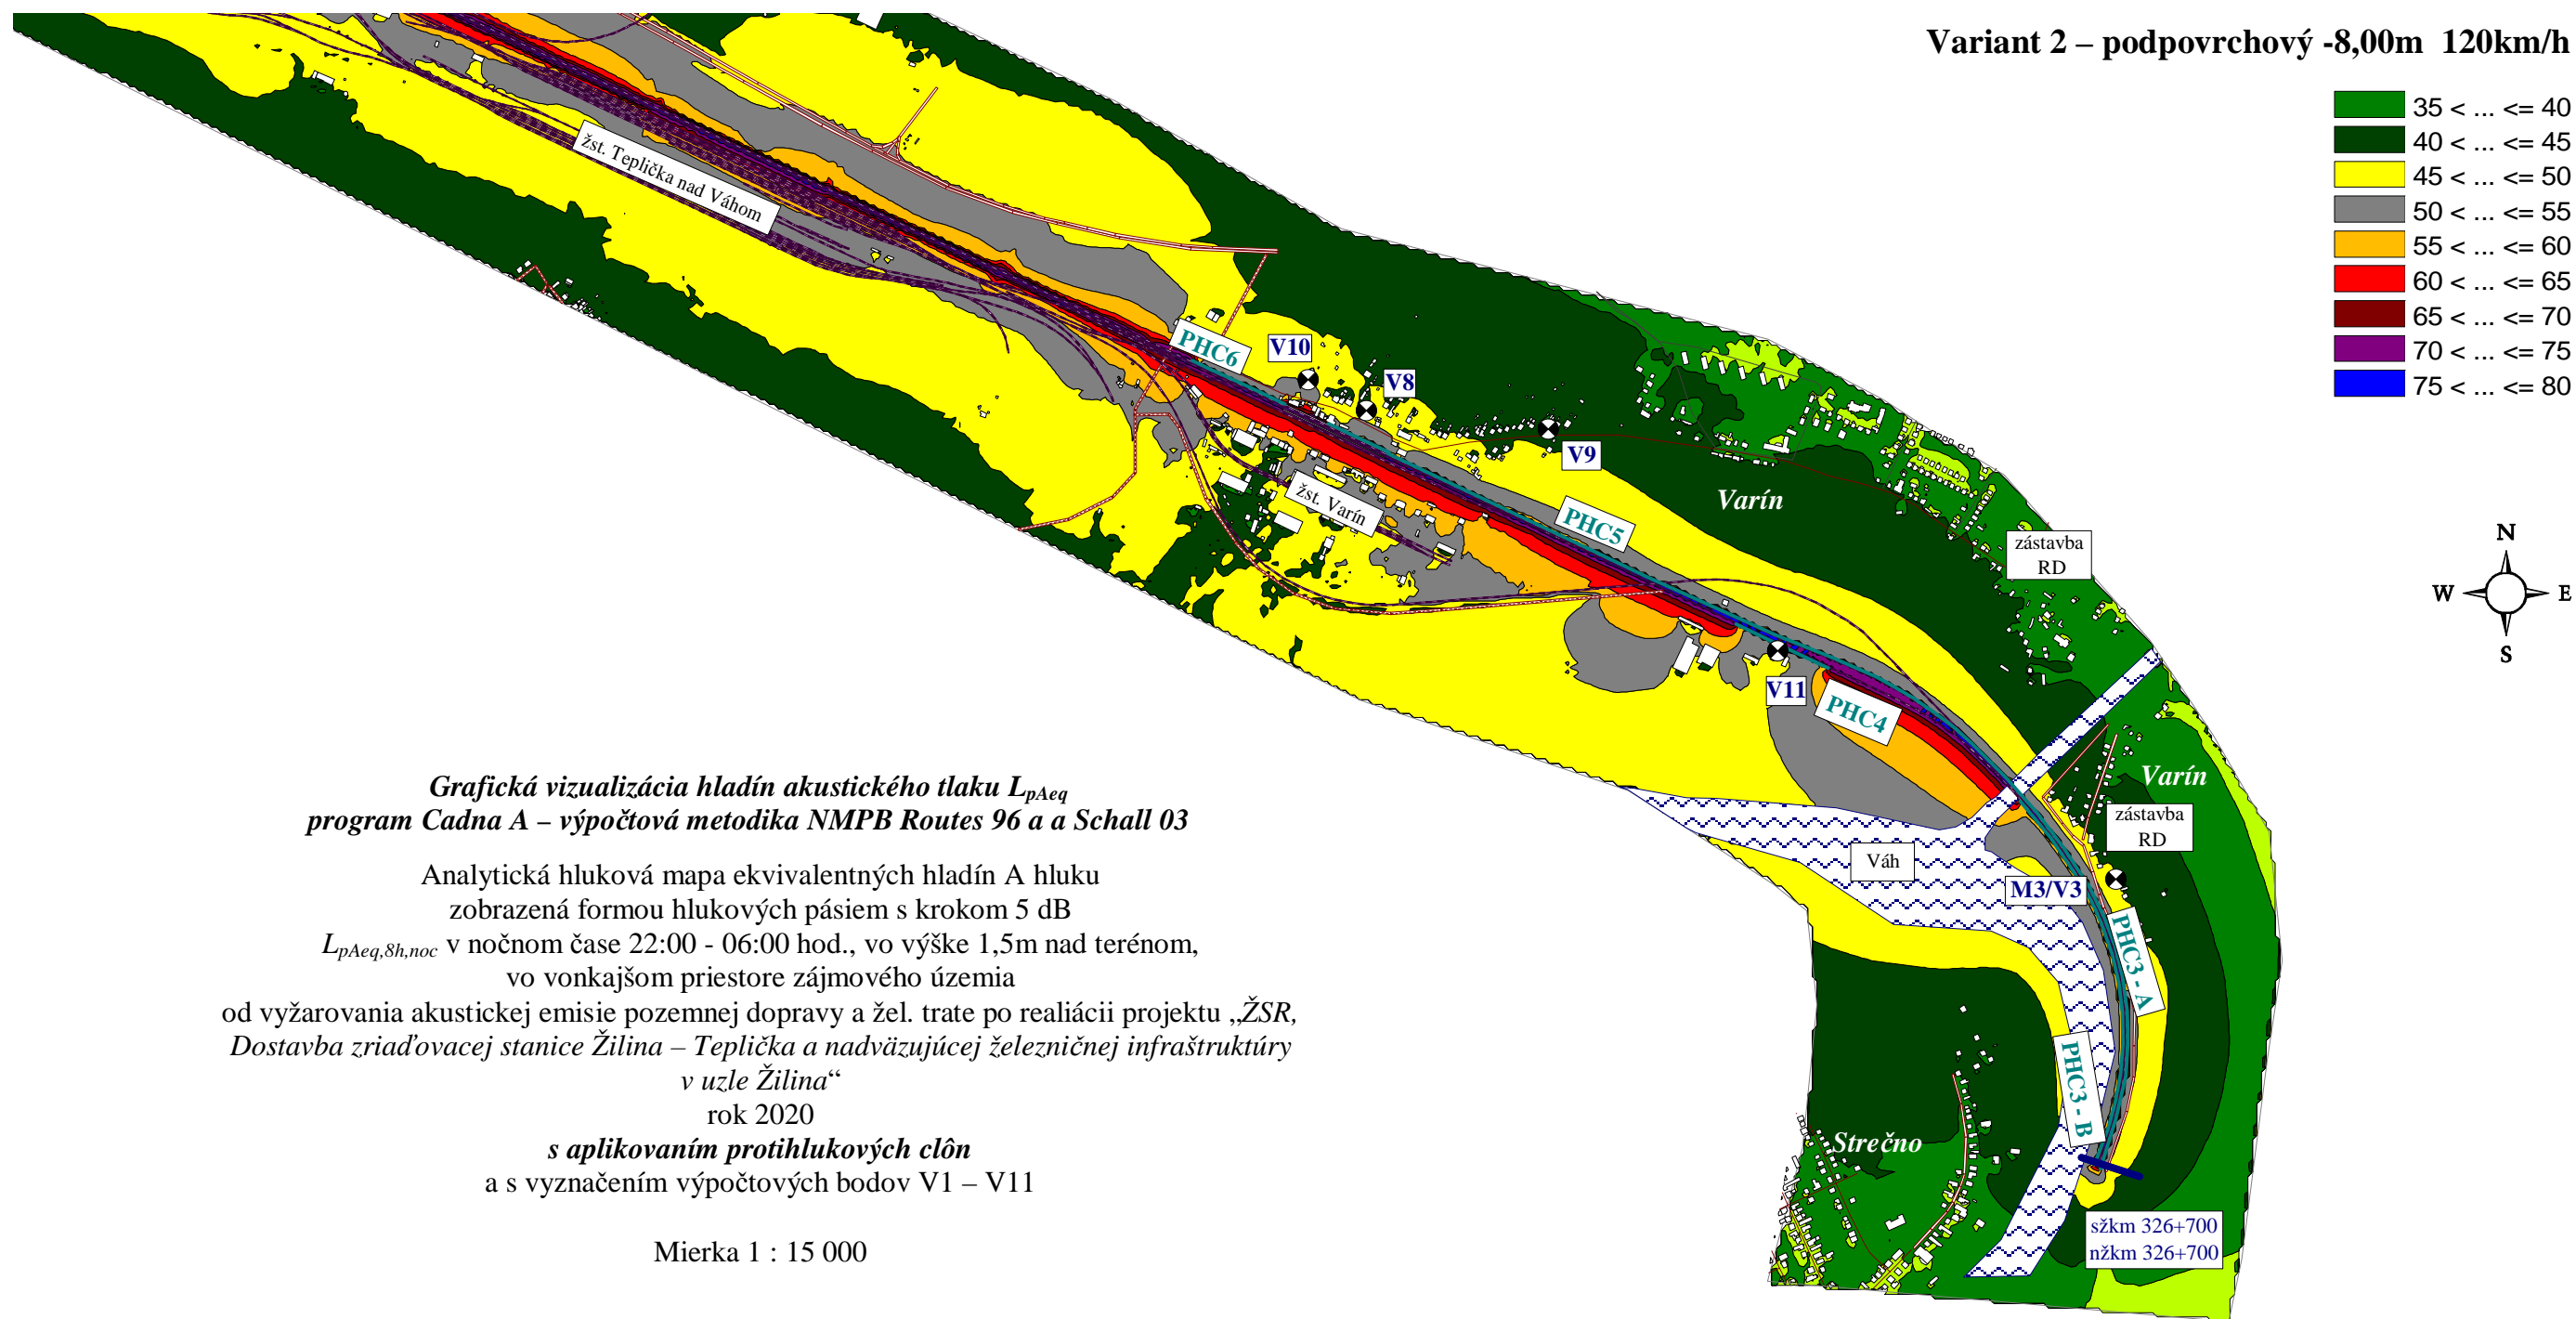 Variant 2 – podpovrchový -8,00m 120km/h
35 < ... <= 40
40 < ... <= 45
45 < ... <= 50
50 < ... <= 55
55 < ... <= 60
60 < ... <= 65
65 < ... <= 70
70 < ... <= 75
75 < ... <= 80
žst. Teplička nad Váhom
PHC6
V10
V8
V9
žst. Varín
PHC5
Varín
zástavba
RD
N
W
E
S
V11
PHC4
Varín
zástavba
RD
Váh
M3/V3
PHC3 - A
PHC3 - B
Strečno
sžkm 326+700
nžkm 326+700
Grafická vizualizácia hladín akustického tlaku LpAeq
program Cadna A – výpočtová metodika NMPB Routes 96 a a Schall 03
Analytická hluková mapa ekvivalentných hladín A hluku
zobrazená formou hlukových pásiem s krokom 5 dB
LpAeq,8h,noc v nočnom čase 22:00 - 06:00 hod., vo výške 1,5m nad terénom,
vo vonkajšom priestore zájmového územia
od vyžarovania akustickej emisie pozemnej dopravy a žel. trate po realiácii projektu „ŽSR,
Dostavba zriaďovacej stanice Žilina – Teplička a nadväzujúcej železničnej infraštruktúry
v uzle Žilina“
rok 2020
s aplikovaním protihlukových clôn
a s vyznačením výpočtových bodov V1 – V11
Mierka 1 : 15 000